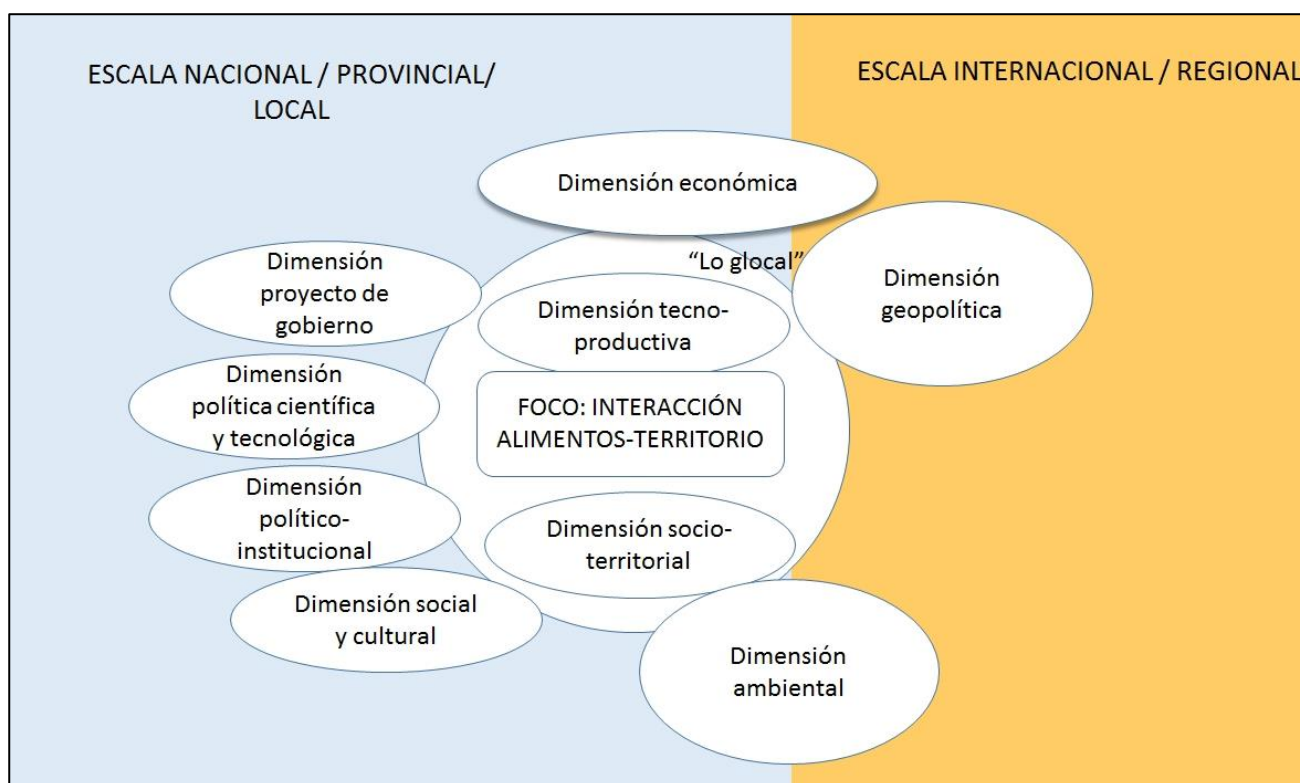 ESCALA NACIONAL / PROVINCIAL/
LOCAL
ESCALA INTERNACIONAL / REGIONAL
Dimensión económica
"Lo glocal"
Dimensión
proyecto de
gobierno
Dimensión tecno-
productiva
Dimensión
geopolítica
Dimensión
política científica
y tecnológica
FOCO: INTERACCIÓN
ALIMENTOS-TERRITORIO
Dimensión
político-
institucional
Dimensión socio-
territorial
Dimensión social
y cultural
Dimensión
ambiental